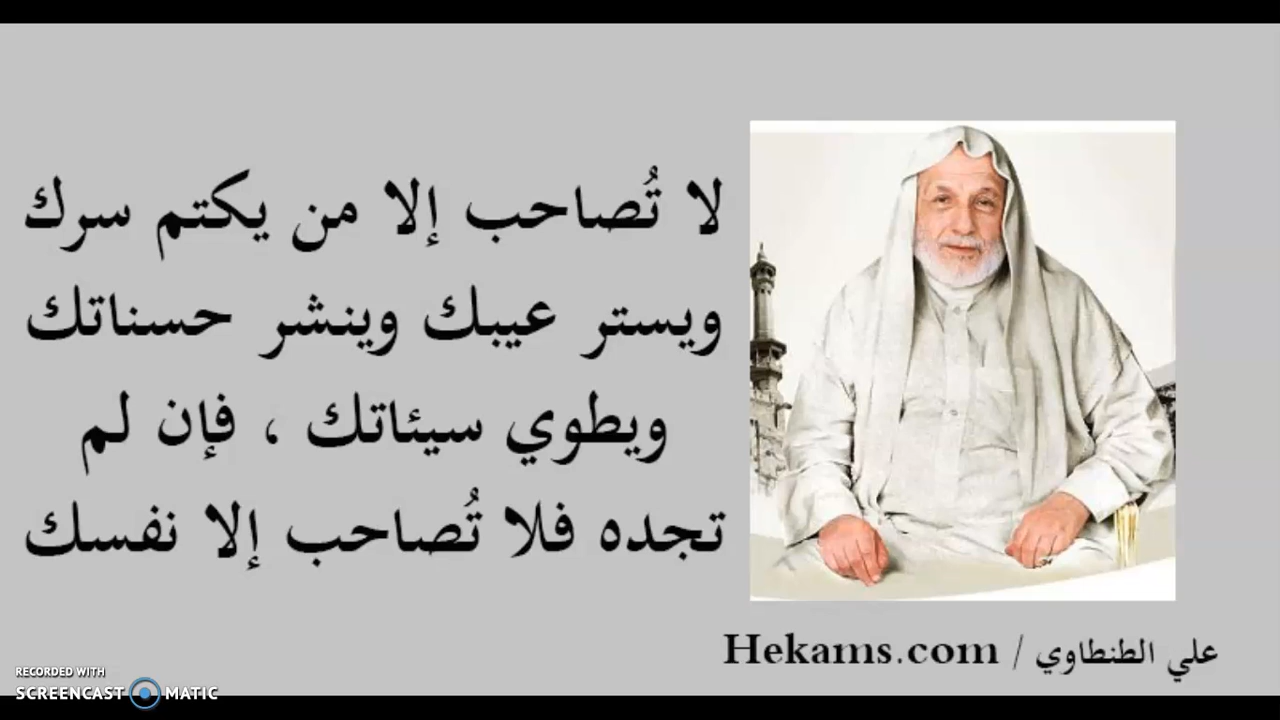 لا تُصاحب إلا من يكتم سرك
ويستر عيبك وينشر حسناتك
ويطوي سيئاتك ، فإن لم
تجده فلا تُصاحب إلا نفسك
علي الطنطاوي / Hekams.com
RECORDED WITH
SCREENCAST MATIC